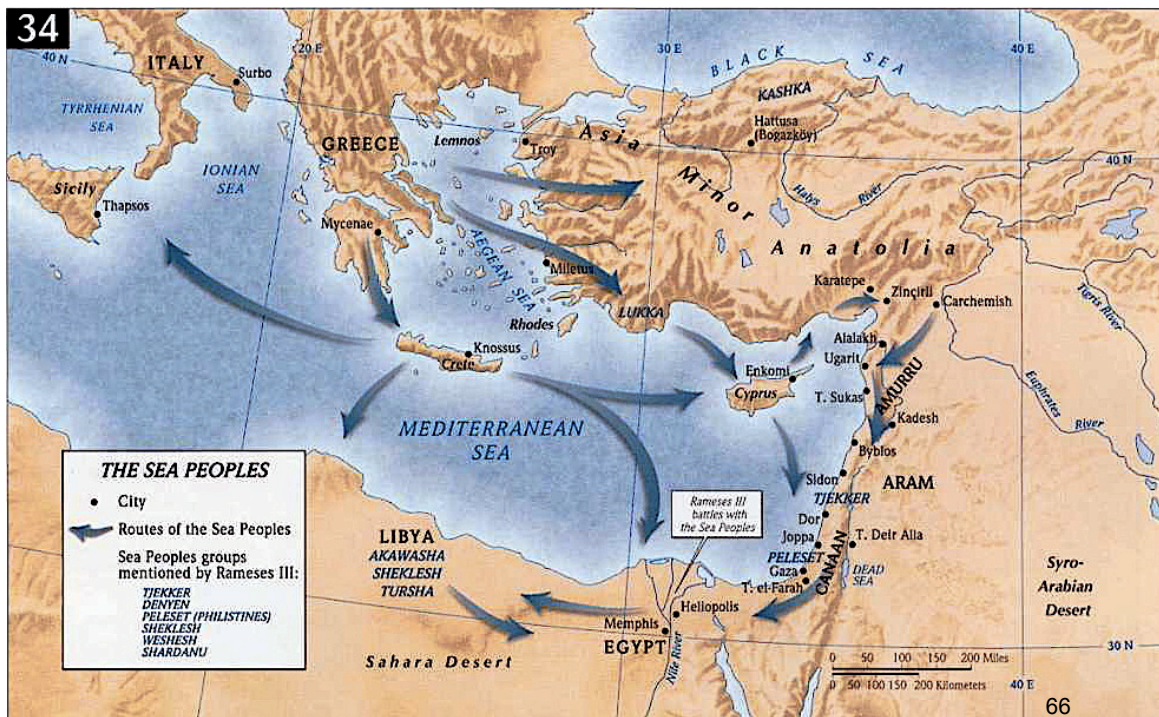 34
40 N
20 E
30 E
40 E
ITALY
Surbo
TYRRHENIAN
SEA
IONIAN
SEA
Sicily
Thapsos
GREECE
Lemnos
Troy
Mycenae
AEGEAN SEA
Miletus
Rhodes
Knossus
Crete
BLACK SEA
KASHKA
Hattusa
(Bogazköy)
Asia Minor
Halys
River
40 N
Anatolia
LUKKA
Karatepe
Zinçirli
Carchemish
Tigris River
Euphrates
River
Alalakh
Ugarit
Enkomi
Cyprus
T. Sukas
AMURRU
Kadesh
Byblos
Sidon
ARAM
TJEKKER
Dor
Joppa
T. Deir Alla
PELESET
CANAAN
Gaza
DEAD
SEA
T. el-Farah
Syro-
Arabian
Desert
MEDITERRANEAN
SEA
Rameses III
battles with
the Sea Peoples
LIBYA
AKAWASHA
SHEKLESH
TURSHA
Heliopolis
Memphis
EGYPT
Nile River
Sahara Desert
30 N
THE SEA PEOPLES
City
Routes of the Sea Peoples
Sea Peoples groups
mentioned by Rameses III:
TJEKKER
DENYEN
PELESET (PHILISTINES)
SHEKLESH
WESHESH
SHARDANU
0 50 100 150 200 Miles
0 50 100 150 200 Kilometers
40 E
66